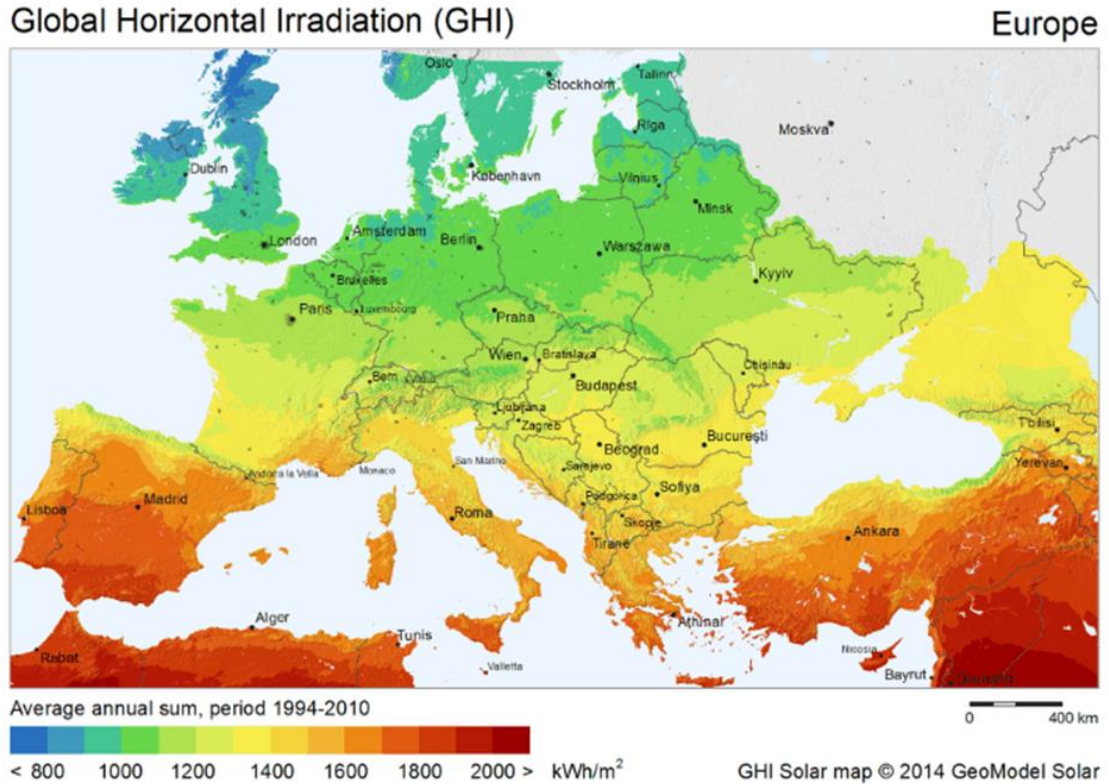 Global Horizontal Irradiation (GHI)
Europe
Oslo
Stockholm
Tallinn
Rīga
Moskva
Dublin
København
Vilnius
Minsk
London
Amsterdam
Berlin
Warszawa
Bruxelles
Kyyiv
Paris
Luxembourg
Praha
Wien
Bratislava
Chişinău
Bern
Budapest
Ljubljana
Zagreb
Beograd
Bucureşti
Tbilisi
San Marino
Monaco
Andorra la Vella
Sarajevo
Yerevan
Madrid
Podgorica
Sofiya
Lisboa
Roma
Skopje
Tiranë
Ankara
Alger
Athínai
Tunis
Rabat
Valletta
Nicosia
Bayrut
Average annual sum, period 1994-2010
0 400 km
< 800 1000 1200 1400 1600 1800 2000 > kWh/m²
GHI Solar map © 2014 GeoModel Solar